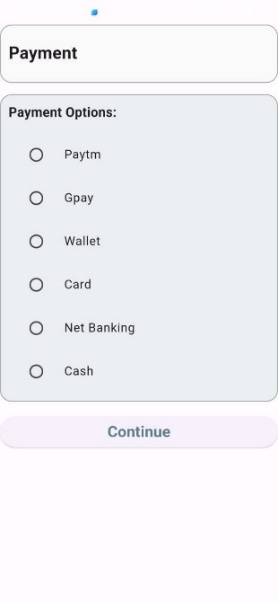 Payment
Payment Options:
Paytm
Gpay
Wallet
Card
Net Banking
Cash
Continue